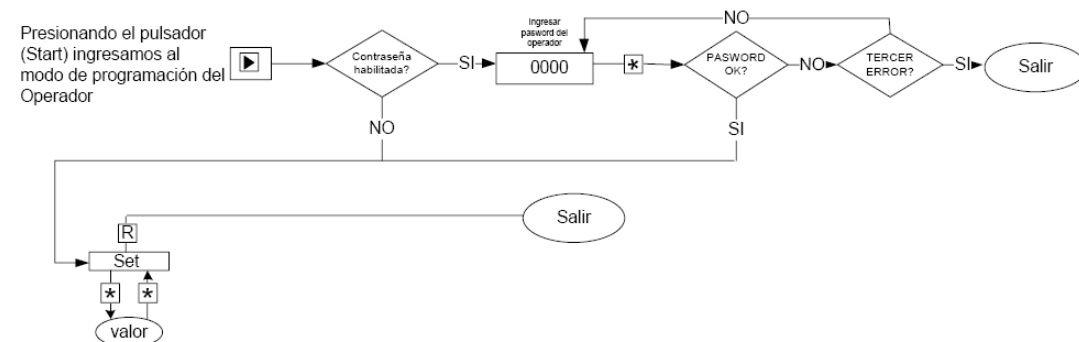 Presionando el pulsador
(Start) ingresamos al
modo de programación del
Operador
Contraseña
habilitada?
SI
NO
Ingresar
pasword del
operador
0000
*
PASWORD
OK?
NO
SI
TERCER
ERROR?
NO
SI
Salir
Salir
R
Set
*
*
valor